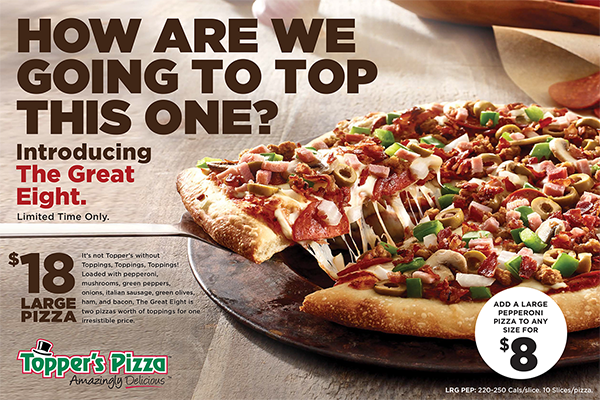 HOW ARE WE
GOING TO TOP
THIS ONE?
Introducing
The Great
Eight.
Limited Time Only.
$18
LARGE
PIZZA
It's not Topper's without
Toppings, Toppings, Toppings!
Loaded with pepperoni,
mushrooms, green peppers,
onions, Italian sausage, green olives,
ham, and bacon, The Great Eight is
two pizzas worth of toppings for one
irresistible price.
ADD A LARGE
PEPPERONI
PIZZA TO ANY
SIZE FOR
$8
Topper's Pizza
Amazingly Delicious
LRG PEP: 220-250 Cals/slice. 10 Slices/pizza.